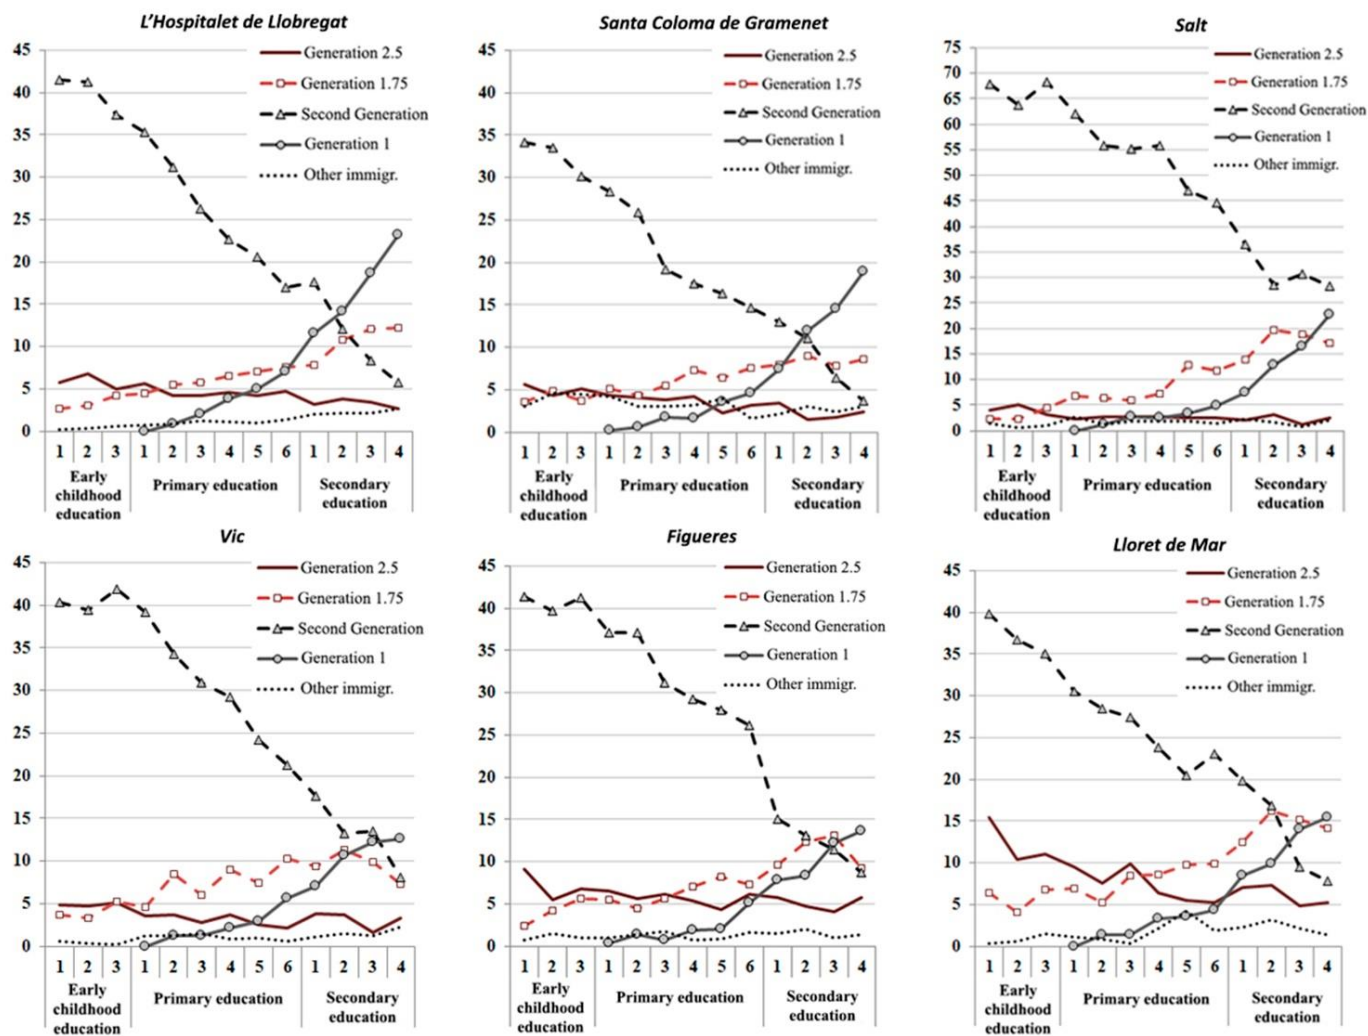 L'Hospitalet de Llobregat
45
40
35
30
25
20
15
10
5
0
Generation 2.5
Generation 1.75
Second Generation
Generation 1
Other immigr.
1 2 3 1 2 3 4 5 6 1 2 3 4
Early childhood education
Primary education
Secondary education
Santa Coloma de Gramenet
45
40
35
30
25
20
15
10
5
0
Generation 2.5
Generation 1.75
Second Generation
Generation 1
Other immigr.
1 2 3 1 2 3 4 5 6 1 2 3 4
Early
childhood
education
Primary education
Secondary
education
Salt
75
70
65
60
55
50
45
40
35
30
25
20
15
10
5
0
Generation 2.5
Generation 1.75
Second Generation
Generation 1
Other immigr.
1 2 3 1 2 3 4 5 6 1 2 3 4
Early
childhood
education
Primary education
Secondary
education
Vic
45
40
35
30
25
20
15
10
5
0
Generation 2.5
Generation 1.75
Second Generation
Generation 1
Other immigr.
1 2 3 1 2 3 4 5 6 1 2 3 4
Early
childhood
education
Primary education
Secondary
education
Figueres
45
40
35
30
25
20
15
10
5
0
Generation 2.5
Generation 1.75
Second Generation
Generation 1
Other immigr.
1 2 3 1 2 3 4 5 6 1 2 3 4
Early
childhood
education
Primary education
Secondary
education
Lloret de Mar
45
40
35
30
25
20
15
10
5
0
Generation 2.5
Generation 1.75
Second Generation
Generation 1
Other immigr.
1 2 3 1 2 3 4 5 6 1 2 3 4
Early
childhood
education
Primary education
Secondary
education